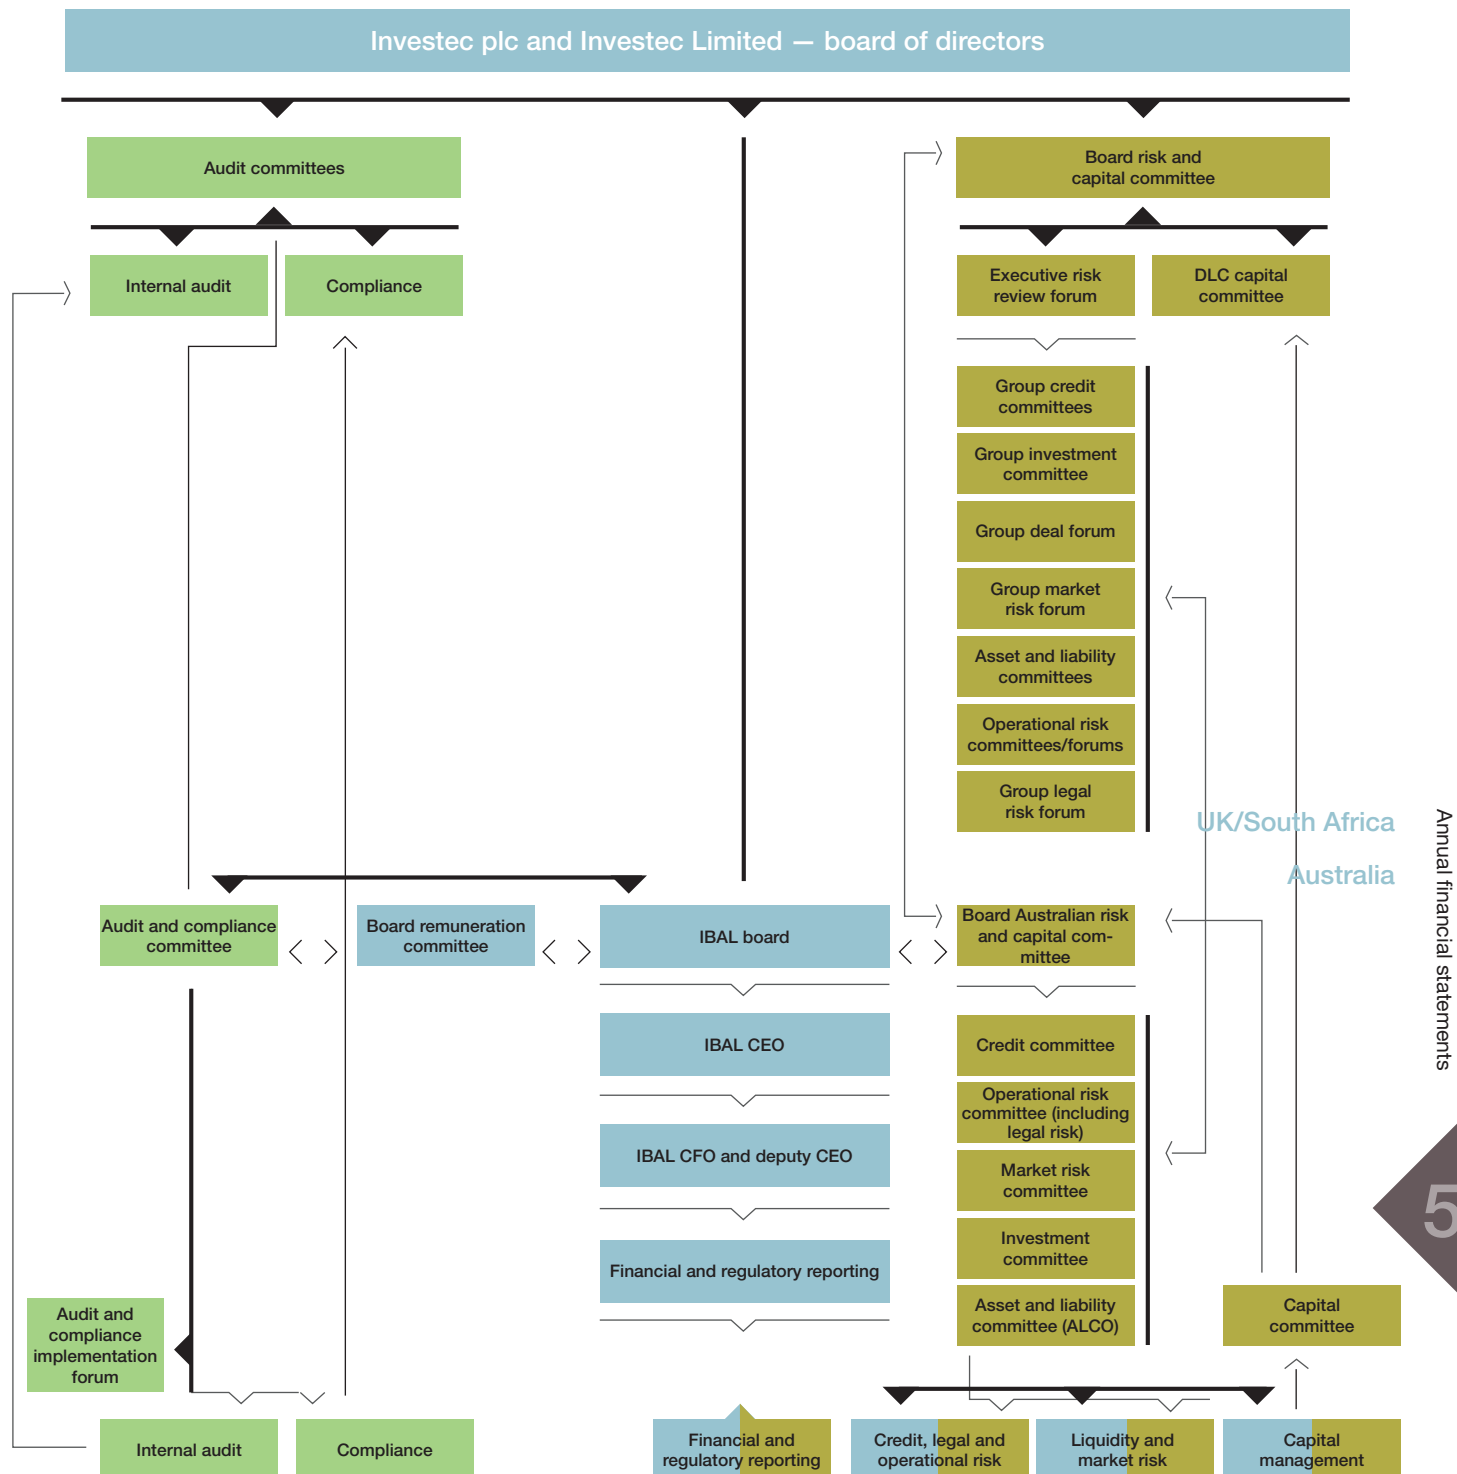 Investec plc and Investec Limited — board of directors
Audit committees
Board risk and
capital committee
Internal audit
Compliance
Executive risk
review forum
DLC capital
committee
Group credit
committees
Group investment
committee
Group deal forum
Group market
risk forum
Asset and liability
committees
Operational risk
committees/forums
Group legal
risk forum
UK/South Africa
Australia
Annual financial statements
Audit and compliance
committee
Board remuneration
committee
IBAL board
Board Australian risk
and capital com-
mittee
IBAL CEO
Credit committee
Operational risk
committee (including
legal risk)
IBAL CFO and deputy CEO
Market risk
committee
5
Investment
committee
Financial and regulatory reporting
Asset and liability
committee (ALCO)
Capital
committee
Audit and
compliance
implementation
forum
Internal audit
Compliance
Financial and
regulatory reporting
Credit, legal and
operational risk
Liquidity and
market risk
Capital
management